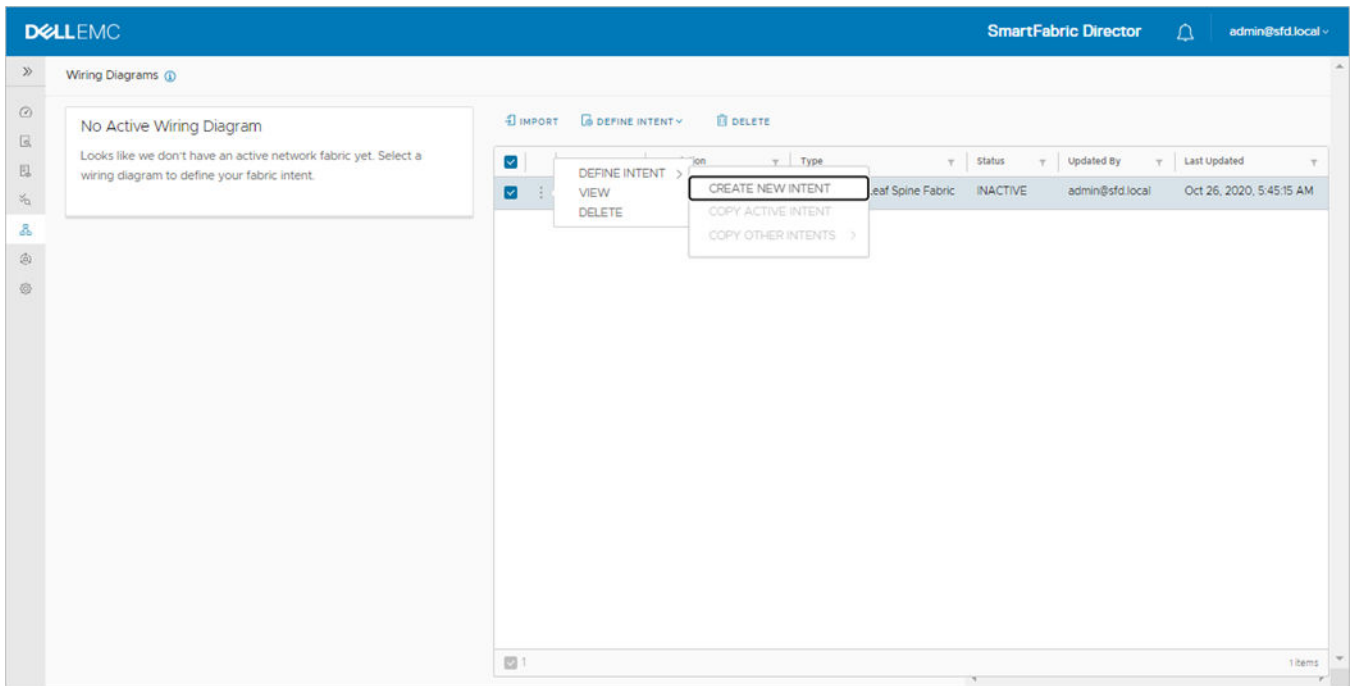 DELLEMC
SmartFabric Director
admin@sfd.local
Wiring Diagrams
No Active Wiring Diagram
Looks like we don't have an active network fabric yet. Select a
wiring diagram to define your fabric intent.
IMPORT DEFINE INTENT DELETE
Type Status Updated By Last Updated
DEFINE INTENT
VIEW
DELETE
CREATE NEW INTENT
COPY ACTIVE INTENT
COPY OTHER INTENTS
Leaf Spine Fabric INACTIVE admin@sfd.local Oct 26, 2020, 5:45:15 AM
1
1 items